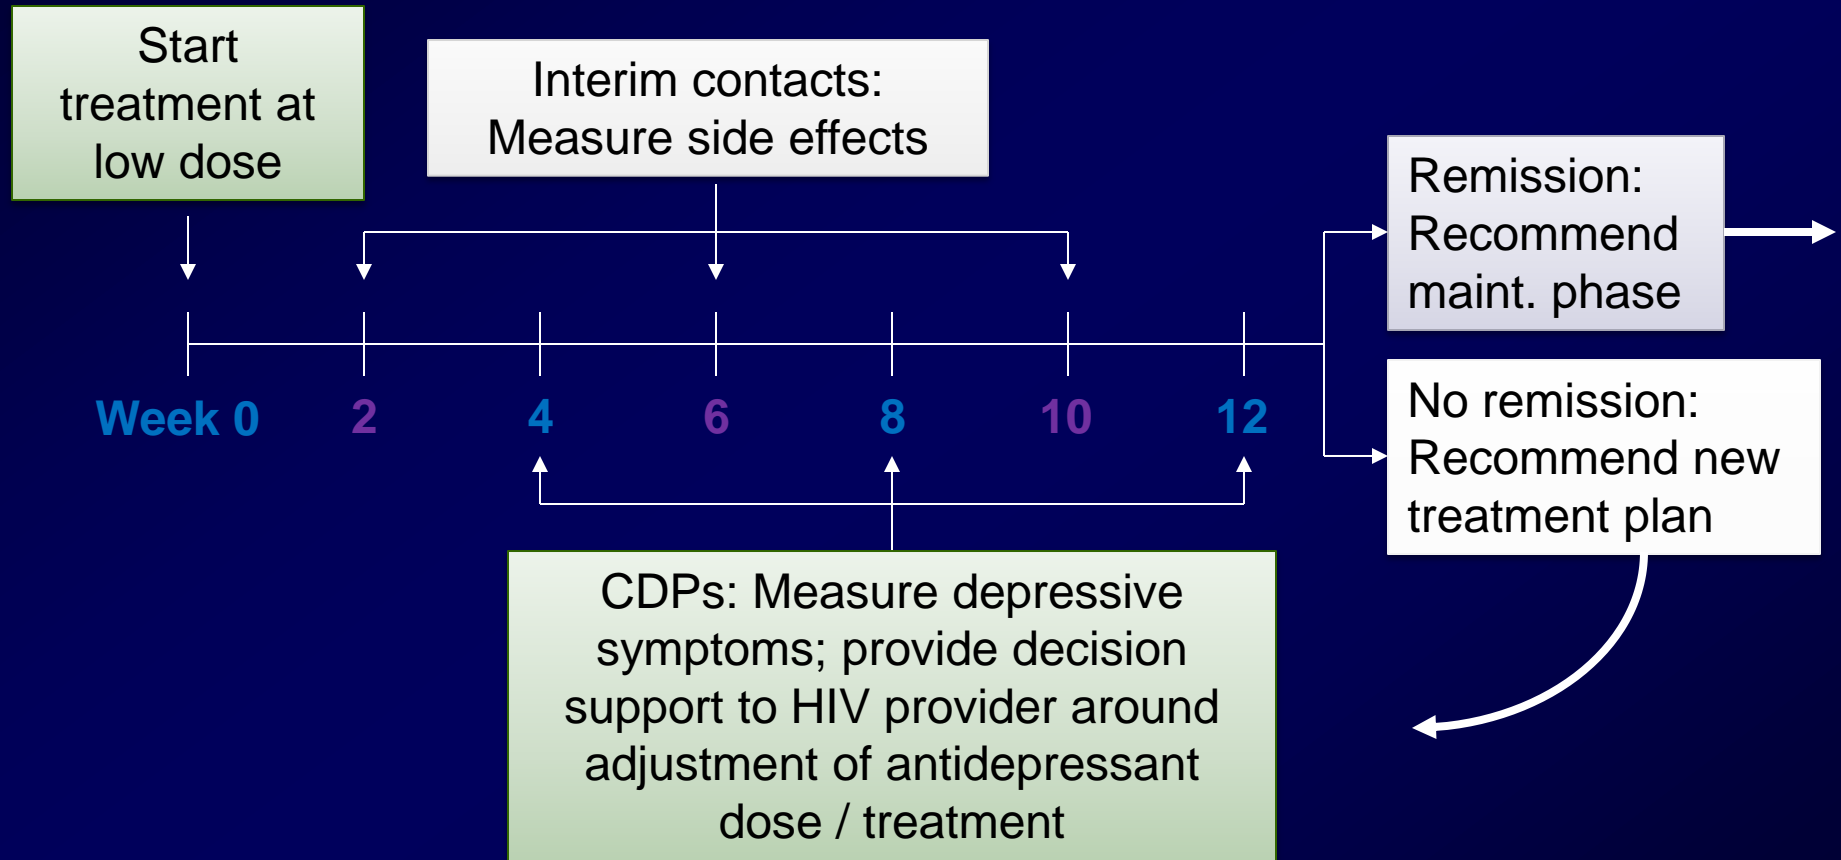 Start
treatment at
low dose
Interim contacts:
Measure side effects
Remission:
Recommend
maint. phase
Week 0 2 4 6 8 10 12
No remission:
Recommend new
treatment plan
CDPs: Measure depressive
symptoms; provide decision
support to HIV provider around
adjustment of antidepressant
dose / treatment